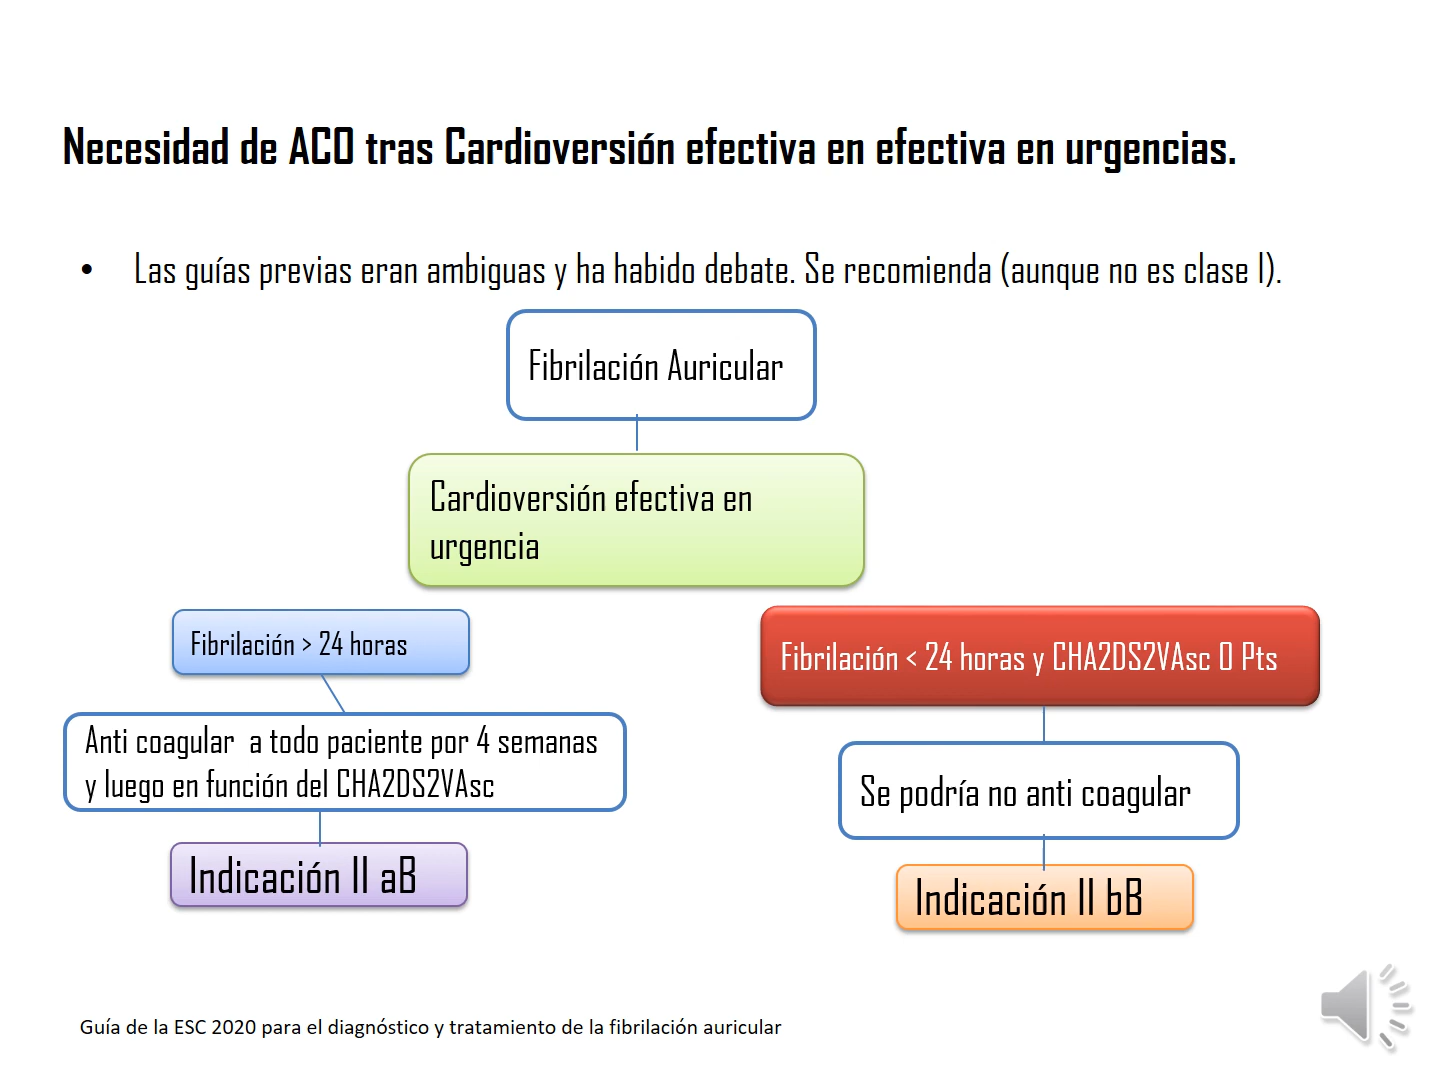 Necesidad de ACO tras Cardioversión efectiva en efectiva en urgencias.
• Las guías previas eran ambiguas y ha habido debate. Se recomienda (aunque no es clase I).
Fibrilación Auricular
Cardioversión efectiva en
urgencia
Fibrilación > 24 horas
Anti coagular a todo paciente por 4 semanas
y luego en función del CHA2DS2VAsc
Indicación II aB
Fibrilación < 24 horas y CHA2DS2VAsc 0 Pts
Se podría no anti coagular
Indicación II bB
Guía de la ESC 2020 para el diagnóstico y tratamiento de la fibrilación auricular